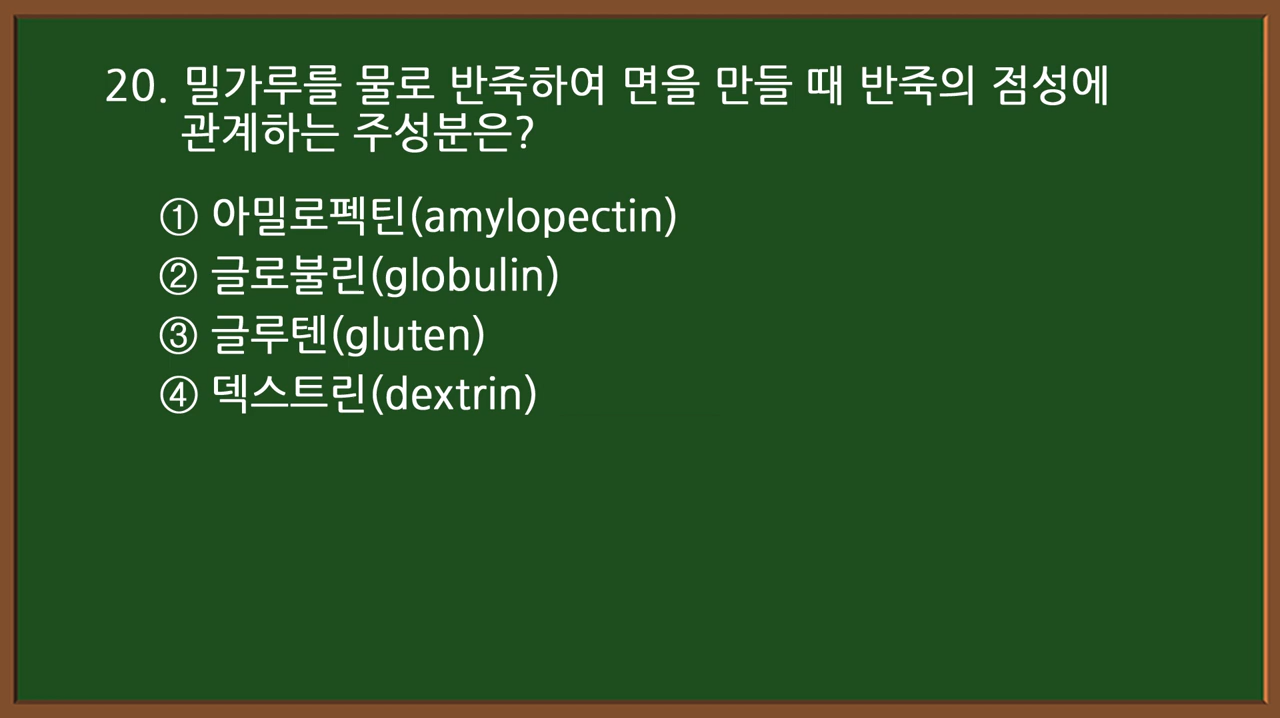 20. 밀가루를 물로 반죽하여 면을 만들 때 반죽의 점성에
관계하는 주성분은?
① 아밀로펙틴(amylopectin)
② 글로불린(globulin)
③ 글루텐(gluten)
④ 덱스트린(dextrin)